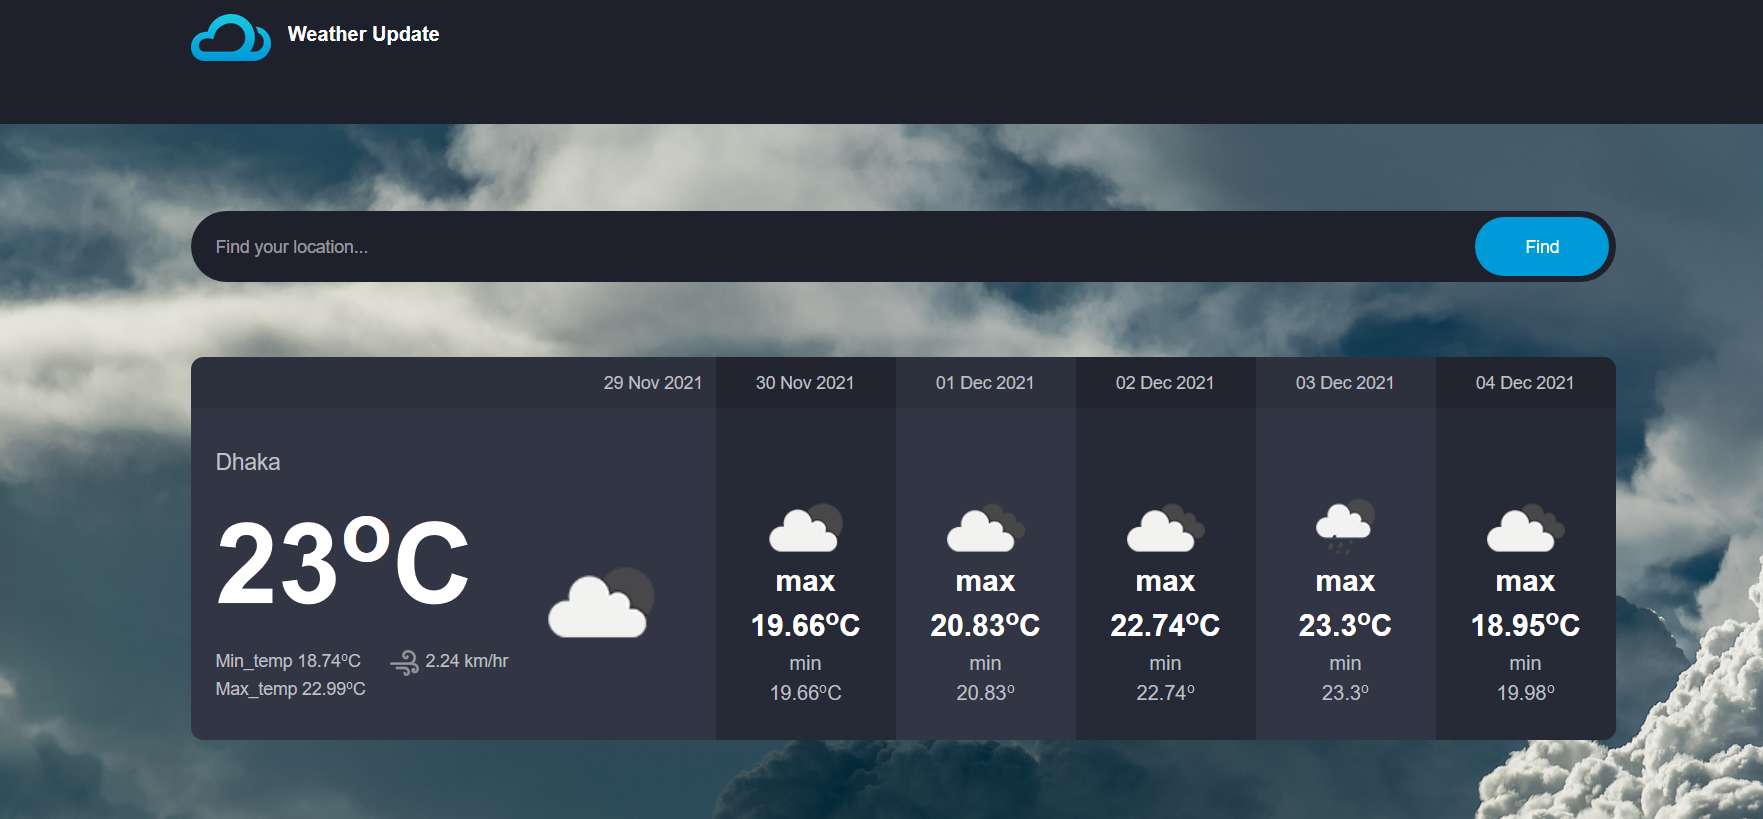 Weather Update
Find your location...
Find
29 Nov 2021
30 Nov 2021
01 Dec 2021
02 Dec 2021
03 Dec 2021
04 Dec 2021
Dhaka
23°C
Min_temp 18.74°C
2.24 km/hr
Max_temp 22.99°C
max
19.66°C
min
19.66°C
max
20.83°C
min
20.83°
max
22.74°C
min
22.74°
max
23.3°C
min
23.3°
max
18.95°C
min
19.98°